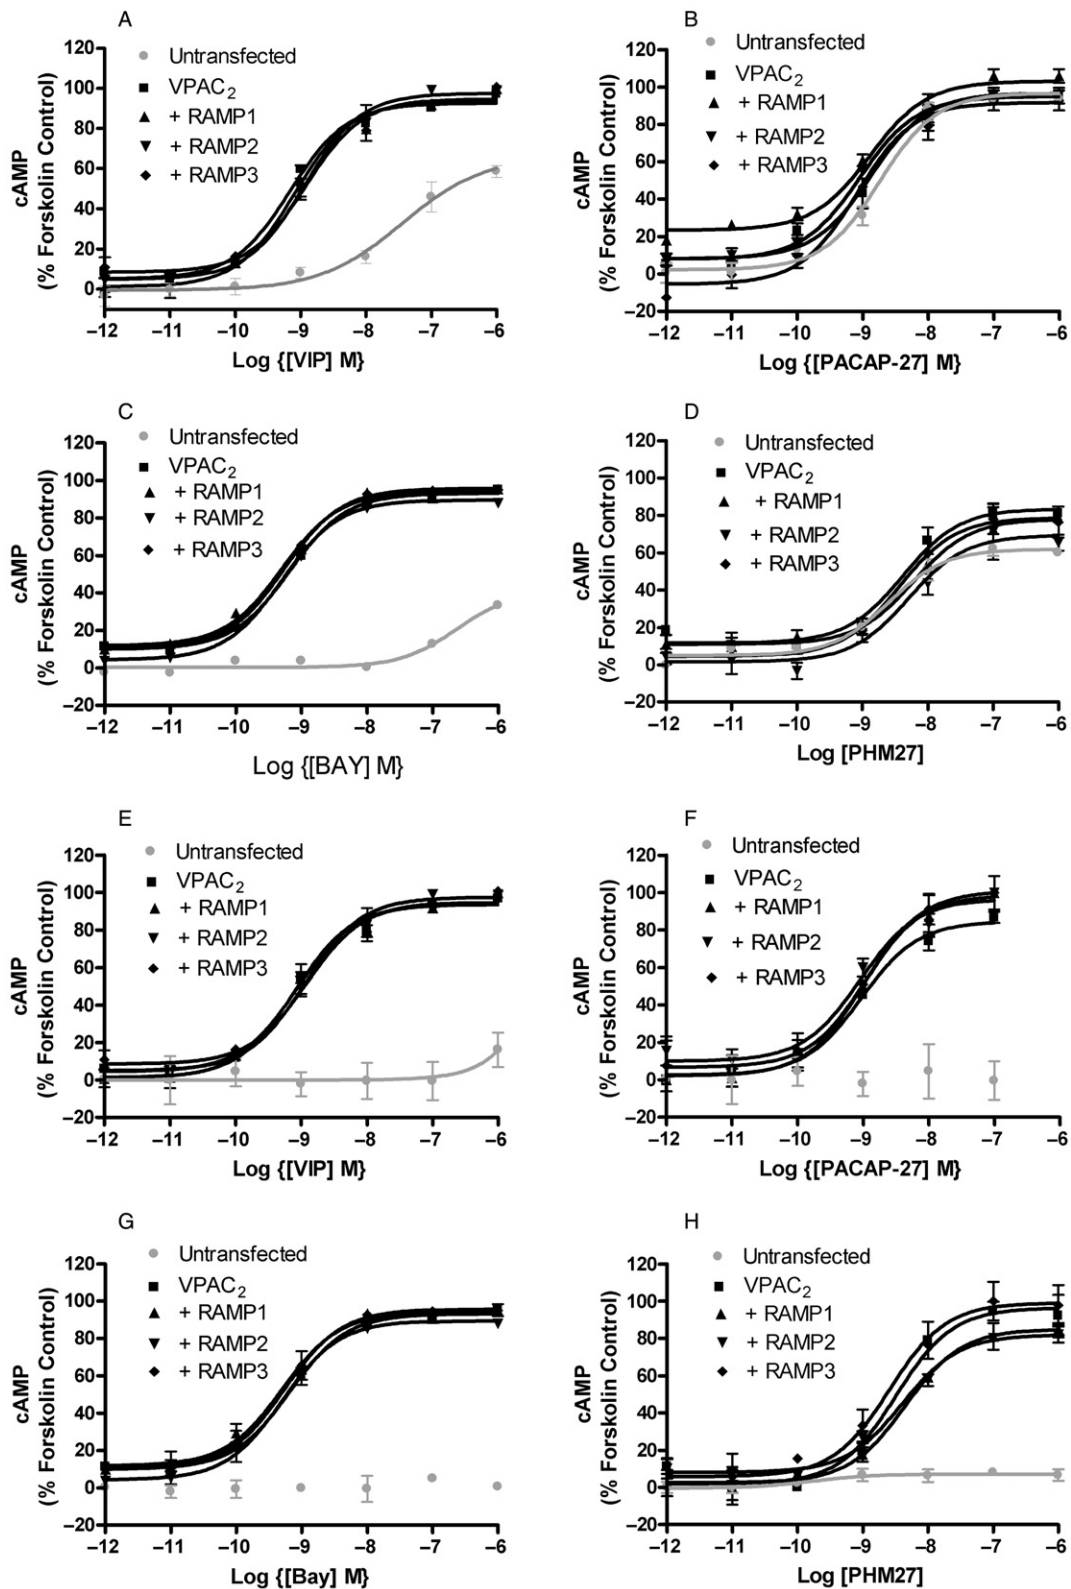 A
Untransfected
VPAC2
+ RAMP1
+ RAMP2
+ RAMP3
cAMP
(% Forskolin Control)
120
100
80
60
40
20
0
–12 –11 –10 –9 –8 –7 –6
Log {[VIP] M}
B
Untransfected
VPAC2
+ RAMP1
+ RAMP2
+ RAMP3
cAMP
(% Forskolin Control)
120
100
80
60
40
20
0
–20
–12 –11 –10 –9 –8 –7 –6
Log {[PACAP-27] M}
C
Untransfected
VPAC2
+ RAMP1
+ RAMP2
+ RAMP3
cAMP
(% Forskolin Control)
120
100
80
60
40
20
0
–20
–12 –11 –10 –9 –8 –7 –6
Log {[BAY] M}
D
Untransfected
VPAC2
+ RAMP1
+ RAMP2
+ RAMP3
cAMP
(% Forskolin Control)
120
100
80
60
40
20
0
–20
–12 –11 –10 –9 –8 –7 –6
Log [PHM27]
E
Untransfected
VPAC2
+ RAMP1
+ RAMP2
+ RAMP3
cAMP
(% Forskolin Control)
120
100
80
60
40
20
0
–20
–12 –11 –10 –9 –8 –7 –6
Log {[VIP] M}
F
Untransfected
VPAC2
+ RAMP1
+ RAMP2
+ RAMP3
cAMP
(% Forskolin Control)
120
100
80
60
40
20
0
–20
–12 –11 –10 –9 –8 –7 –6
Log {[PACAP-27] M}
G
Untransfected
VPAC2
+ RAMP1
+ RAMP2
+ RAMP3
cAMP
(% Forskolin Control)
120
100
80
60
40
20
0
–20
–12 –11 –10 –9 –8 –7 –6
Log {[Bay] M}
H
Untransfected
VPAC2
+ RAMP1
+ RAMP2
+ RAMP3
cAMP
(% Forskolin Control)
120
100
80
60
40
20
0
–20
–12 –11 –10 –9 –8 –7 –6
Log [PHM27]